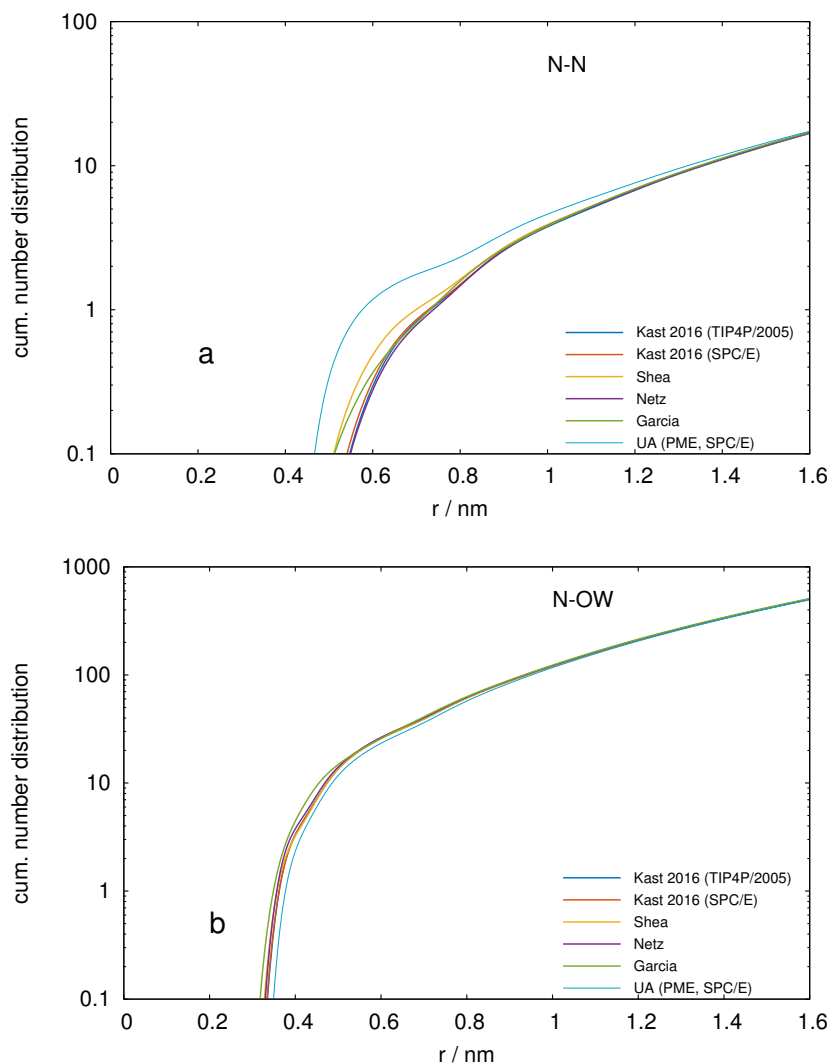 100
N-N
10
cum. number distribution
1
Kast 2016 (TIP4P/2005)
a
Kast 2016 (SPC/E)
Shea
Netz
Garcia
0.1
UA (PME, SPC/E)
0 0.2 0.4 0.6 0.8 1 1.2 1.4 1.6
r / nm
1000
N-OW
100
cum. number distribution
10
Kast 2016 (TIP4P/2005)
1
Kast 2016 (SPC/E)
b
Shea
Netz
Garcia
0.1
UA (PME, SPC/E)
0 0.2 0.4 0.6 0.8 1 1.2 1.4 1.6
r / nm